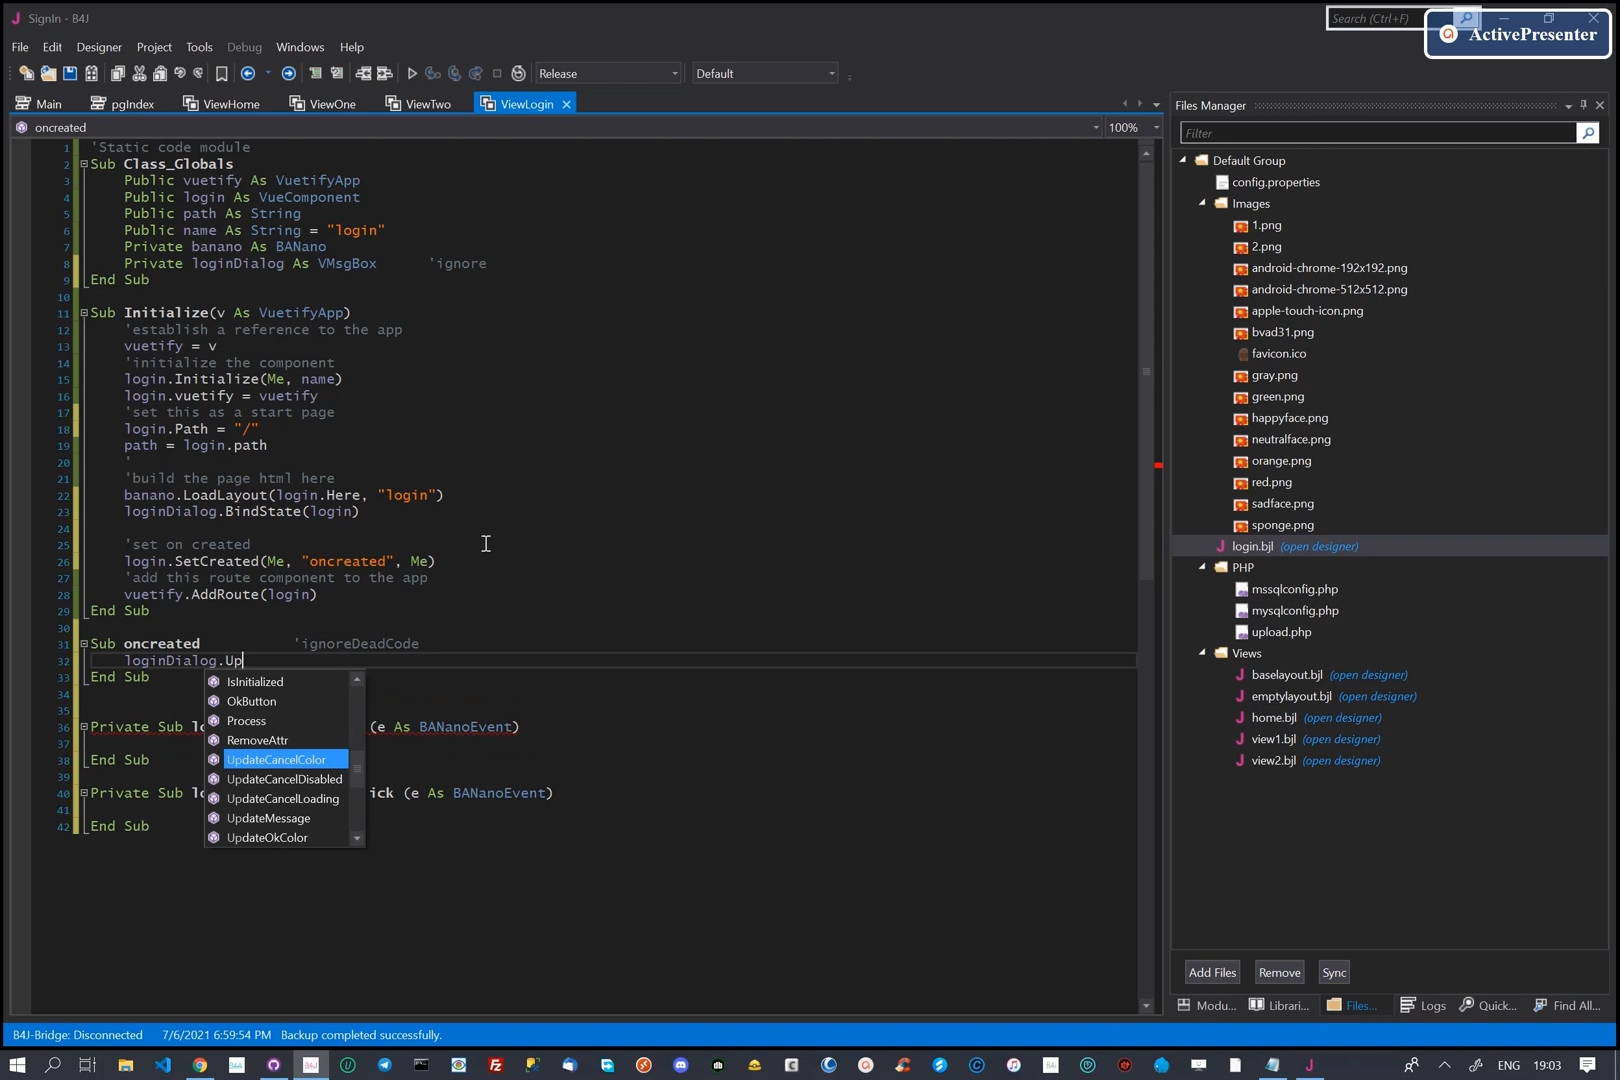 SignIn - B4J
Search (Ctrl+F)
ActivePresenter
File Edit Designer Project Tools Debug Windows Help
Release Default
Main pgIndex ViewHome ViewOne ViewTwo ViewLogin
oncreated 100%
1 'Static code module
2 Sub Class_Globals
3 Public vuetify As VuetifyApp
4 Public login As VueComponent
5 Public path As String
6 Public name As String = "login"
7 Private banano As BANano
8 Private loginDialog As VMsgBox 'ignore
9 End Sub
10
11 Sub Initialize(v As VuetifyApp)
12 'establish a reference to the app
13 vuetify = v
14 'initialize the component
15 login.Initialize(Me, name)
16 login.vuetify = vuetify
17 'set this as a start page
18 login.Path = "/"
19 path = login.path
20 '
21 'build the page html here
22 banano.LoadLayout(login.Here, "login")
23 loginDialog.BindState(login)
24
25 'set on created
26 login.SetCreated(Me, "oncreated", Me)
27 'add this route component to the app
28 vuetify.AddRoute(login)
29 End Sub
30
31 Sub oncreated 'ignoreDeadCode
32 loginDialog.Up
33 End Sub
34
35
36 Private Sub lo (e As BANanoEvent)
37
38 End Sub
39
40 Private Sub lo ick (e As BANanoEvent)
41
42 End Sub
IsInitialized
OkButton
Process
RemoveAttr
UpdateCancelColor
UpdateCancelDisabled
UpdateCancelLoading
UpdateMessage
UpdateOkColor
Files Manager
Filter
Default Group
config.properties
Images
1.png
2.png
android-chrome-192x192.png
android-chrome-512x512.png
apple-touch-icon.png
bvad31.png
favicon.ico
gray.png
green.png
happyface.png
neutralface.png
orange.png
red.png
sadface.png
sponge.png
login.bjl (open designer)
PHP
mssqlconfig.php
mysqlconfig.php
upload.php
Views
baselayout.bjl (open designer)
emptylayout.bjl (open designer)
home.bjl (open designer)
view1.bjl (open designer)
view2.bjl (open designer)
Add Files Remove Sync
Modu... Librari... Files... Logs Quick... Find All...
B4J-Bridge: Disconnected 7/6/2021 6:59:54 PM Backup completed successfully.
ENG 19:03